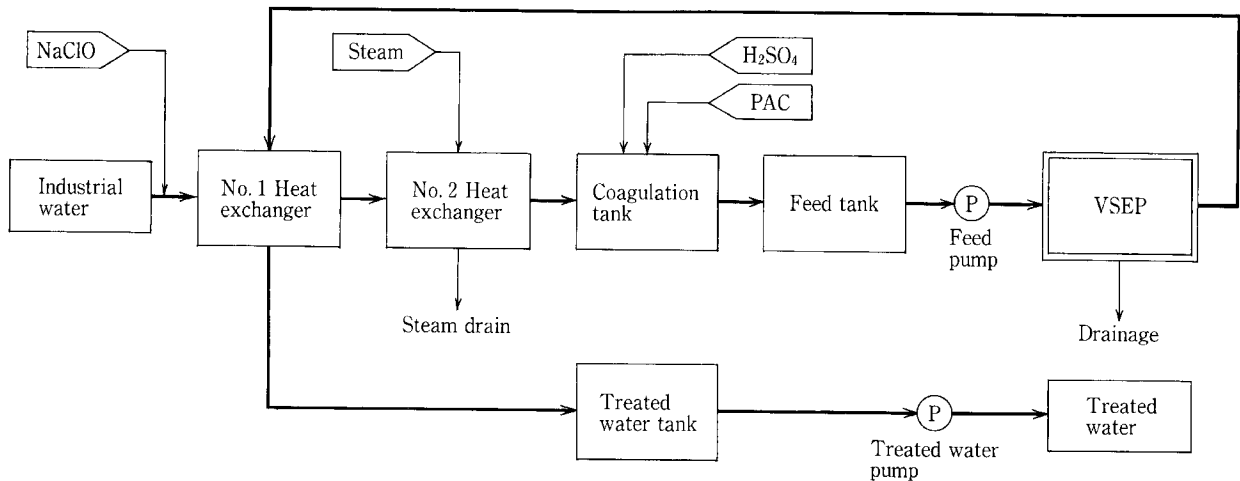 NaClO
Steam
H₂SO₄
PAC
Industrial
water
No. 1 Heat
exchanger
No. 2 Heat
exchanger
Coagulation
tank
Feed tank
P
Feed
pump
VSEP
Steam drain
Drainage
Treated
water tank
P
Treated water
pump
Treated
water